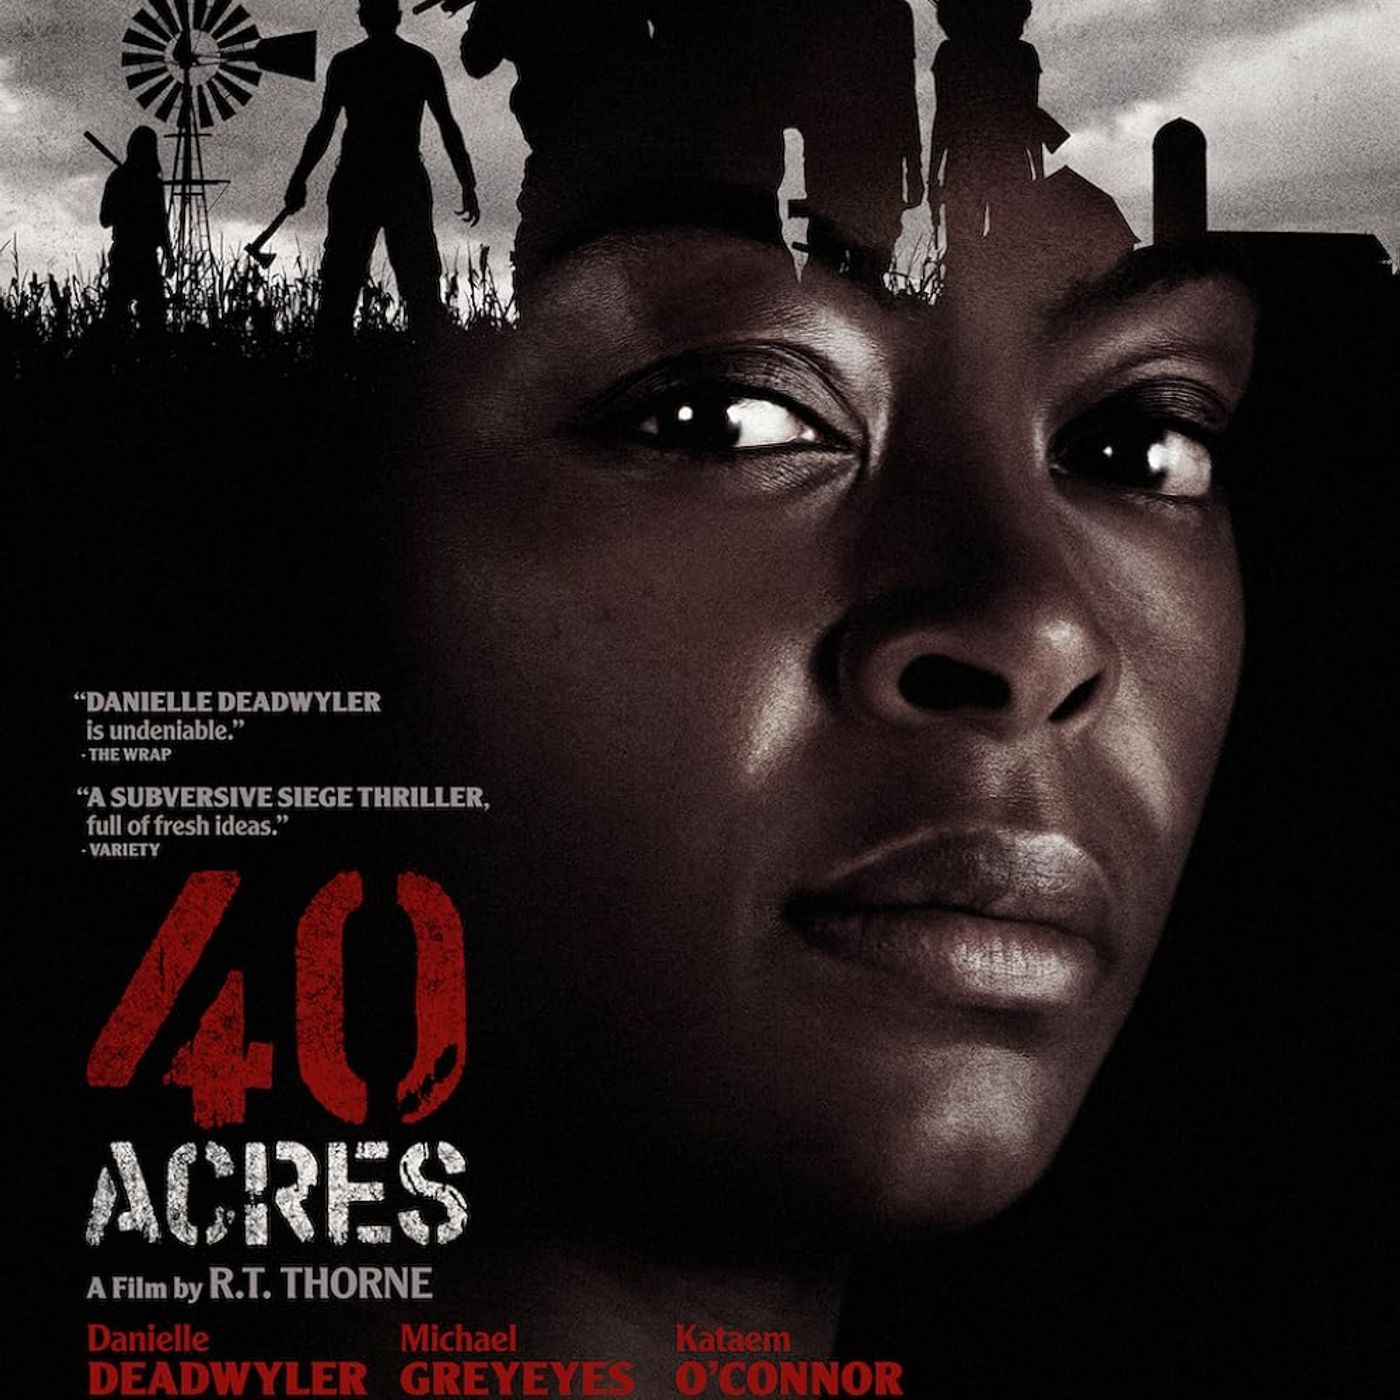 “DANIELLE DEADWYLER
is undeniable.”
- THE WRAP
“A SUBVERSIVE SIEGE THRILLER,
full of fresh ideas.”
- VARIETY
40
ACRES
A Film by R.T. THORNE
Danielle Michael Kataem
DEADWYLER GREYEYES O’CONNOR